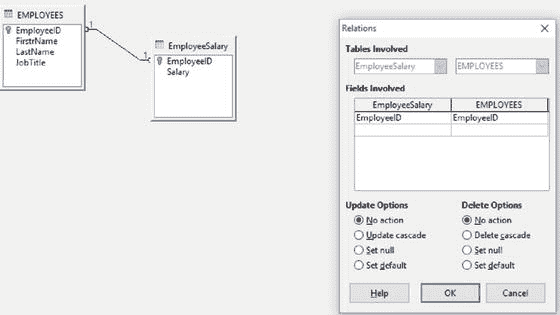 EMPLOYEES
EmployeeID
FirstrName
LastName
JobTitle
1
1
EmployeeSalary
EmployeeID
Salary
Relations
Tables Involved
EmployeeSalary EMPLOYEES
Fields Involved
EmployeeSalary EMPLOYEES
EmployeeID EmployeeID
Update Options Delete Options
No action No action
Update cascade Delete cascade
Set null Set null
Set default Set default
Help OK Cancel